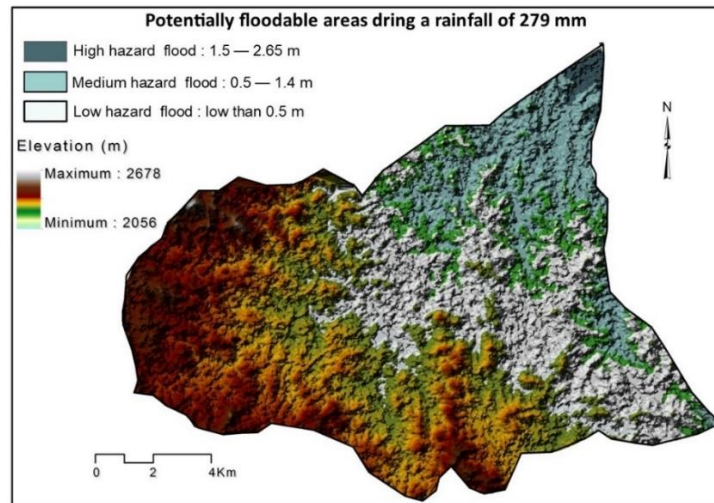 Potentially floodable areas dring a rainfall of 279 mm
High hazard flood : 1.5 — 2.65 m
Medium hazard flood : 0.5 — 1.4 m
Low hazard flood : low than 0.5 m
N
Elevation (m)
Maximum : 2678
Minimum : 2056
0 2 4Km